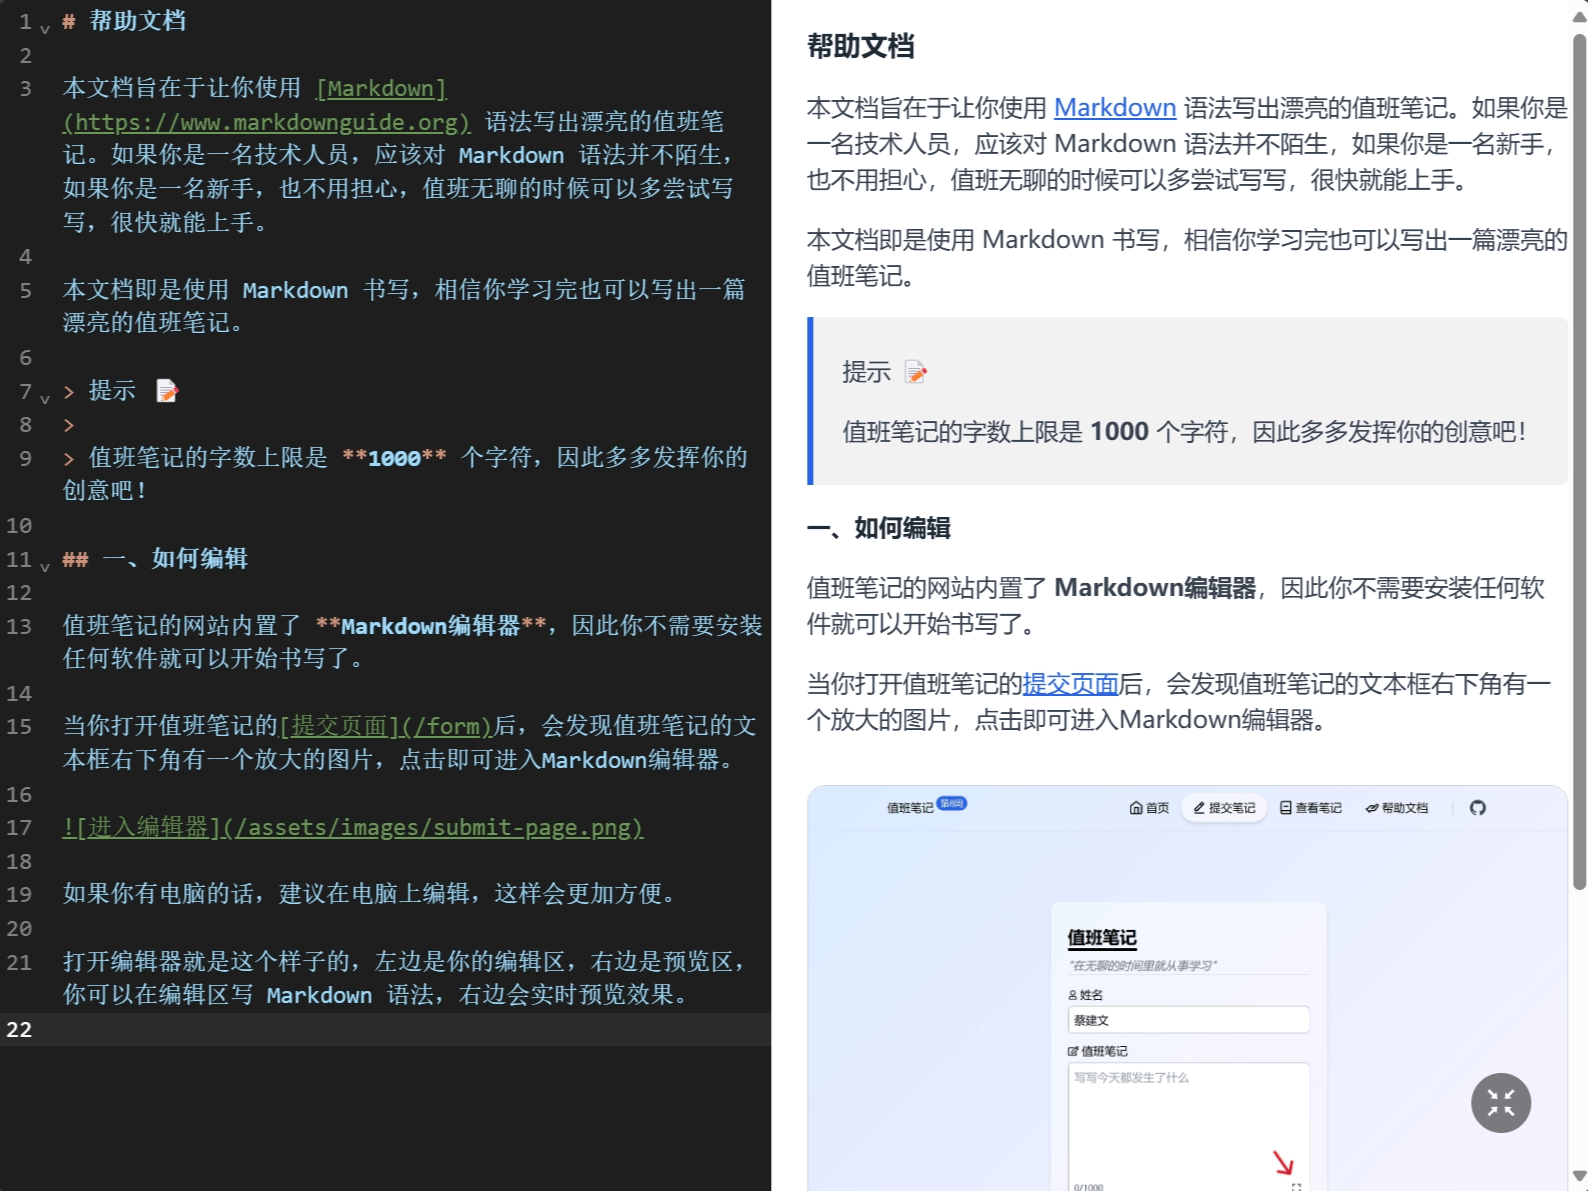 1 # 帮助文档
2
3 本文档旨在于让你使用 [Markdown]
(https://www.markdownguide.org) 语法写出漂亮的值班笔
记。如果你是一名技术人员，应该对 Markdown 语法并不陌生，
如果你是一名新手，也不用担心，值班无聊的时候可以多尝试写
写，很快就能上手。
4
5 本文档即是使用 Markdown 书写，相信你学习完也可以写出一篇
漂亮的值班笔记。
6
7 > 提示 📝
8 >
9 > 值班笔记的字数上限是 **1000** 个字符，因此多多发挥你的
创意吧！
10
11 ## 一、如何编辑
12
13 值班笔记的网站内置了 **Markdown编辑器**，因此你不需要安装
任何软件就可以开始书写了。
14
15 当你打开值班笔记的[提交页面](/form)后，会发现值班笔记的文
本框右下角有一个放大的图片，点击即可进入Markdown编辑器。
16
17 ![进入编辑器](/assets/images/submit-page.png)
18
19 如果你有电脑的话，建议在电脑上编辑，这样会更加方便。
20
21 打开编辑器就是这个样子的，左边是你的编辑区，右边是预览区，
你可以在编辑区写 Markdown 语法，右边会实时预览效果。
22
帮助文档
本文档旨在于让你使用 Markdown 语法写出漂亮的值班笔记。如果你是
一名技术人员，应该对 Markdown 语法并不陌生，如果你是一名新手，
也不用担心，值班无聊的时候可以多尝试写写，很快就能上手。
本文档即是使用 Markdown 书写，相信你学习完也可以写出一篇漂亮的
值班笔记。
提示 📝
值班笔记的字数上限是 1000 个字符，因此多多发挥你的创意吧！
一、如何编辑
值班笔记的网站内置了 Markdown编辑器，因此你不需要安装任何软
件就可以开始书写了。
当你打开值班笔记的提交页面后，会发现值班笔记的文本框右下角有一
个放大的图片，点击即可进入Markdown编辑器。
值班笔记 第8周 首页 提交笔记 查看笔记 帮助文档
值班笔记
"在无聊的时间里就从事学习"
姓名
蔡建文
值班笔记
写写今天都发生了什么
0/1000